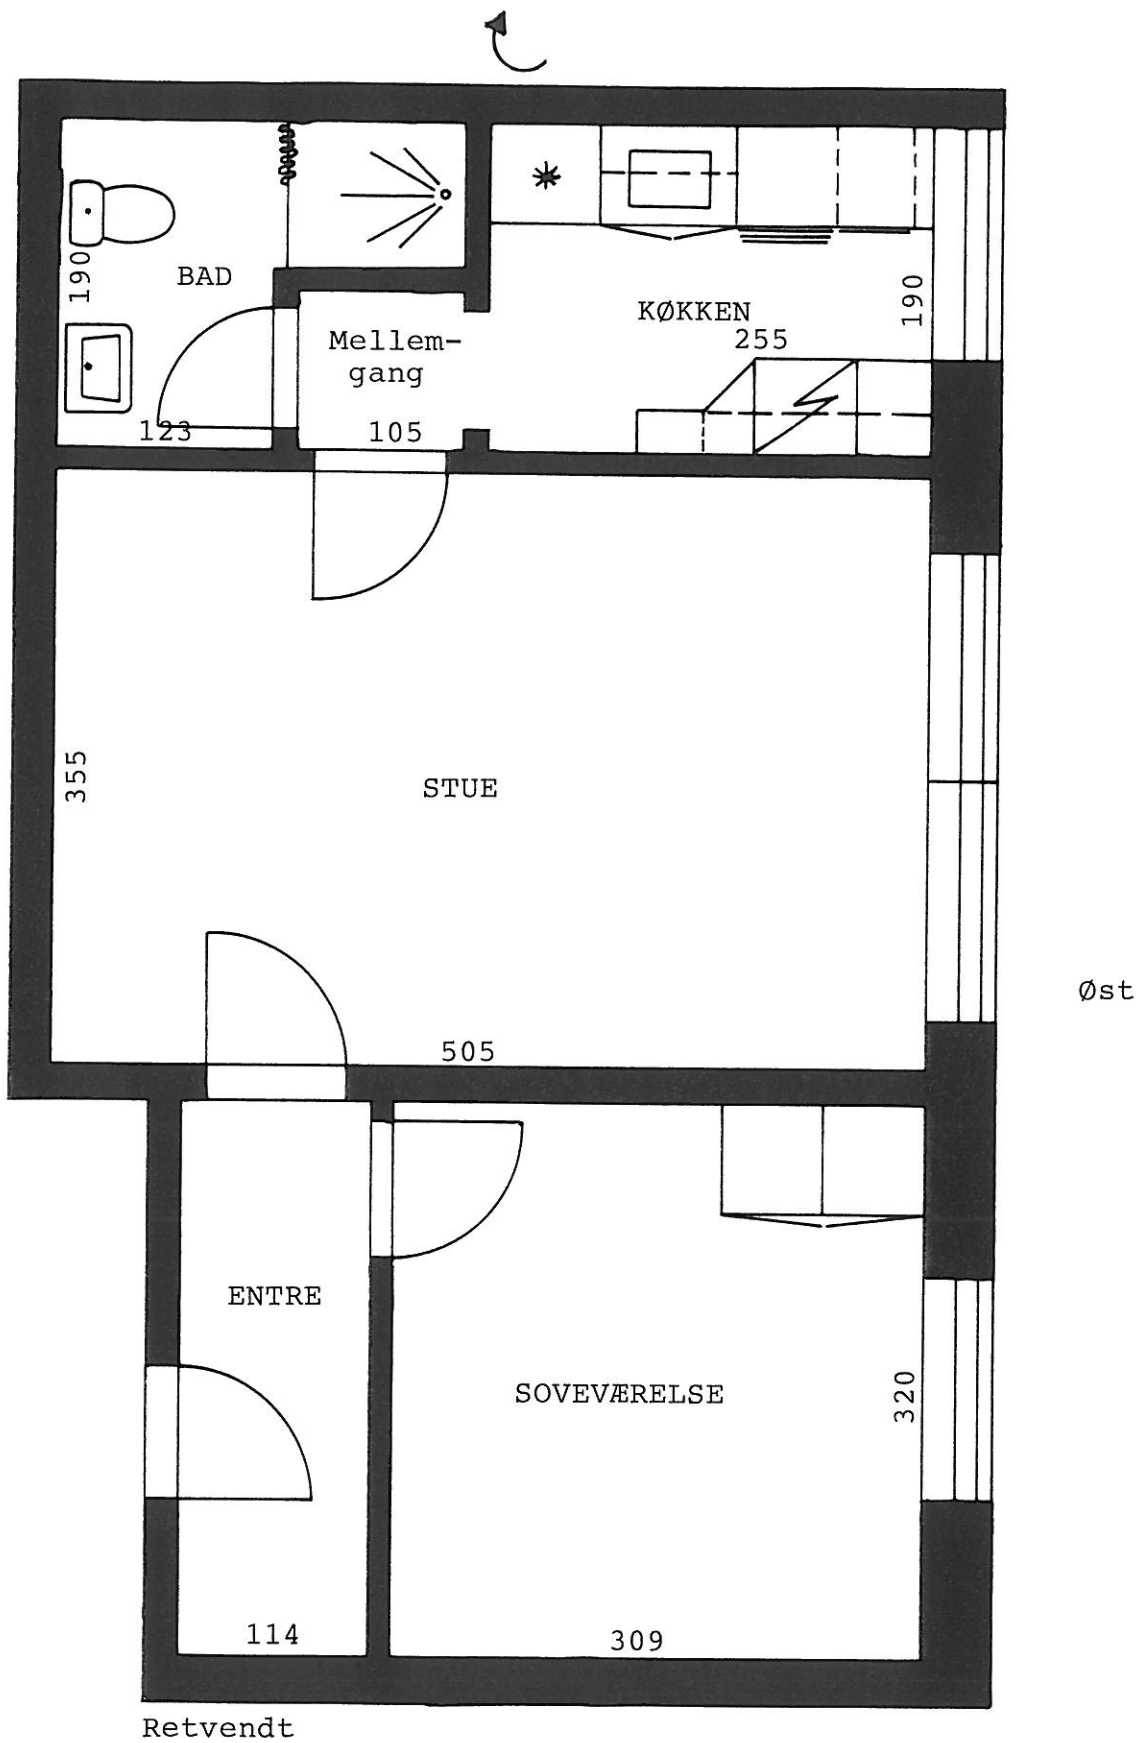 BAD
190
123
Mellem-
gang
105
KØKKEN
255
190
STUE
355
505
Øst
ENTRE
114
SOVEVÆRELSE
320
309
Retvendt